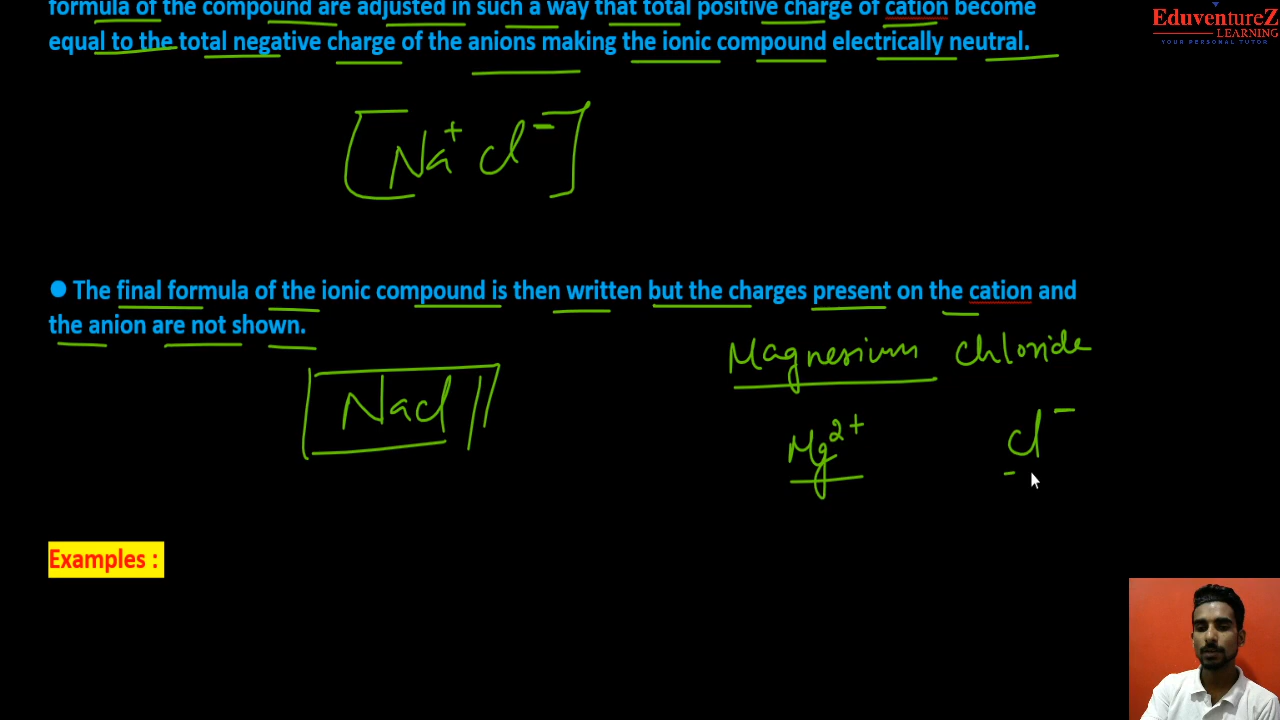 formula of the compound are adjusted in such a way that total positive charge of cation become
EduventureZ
LEARNING
YOUR PERSONAL TUTOR
equal to the total negative charge of the anions making the ionic compound electrically neutral.
[Na⁺ Cl⁻]
● The final formula of the ionic compound is then written but the charges present on the cation and
the anion are not shown.
Magnesium Chloride
NaCl
Mg²⁺ Cl⁻
Examples :